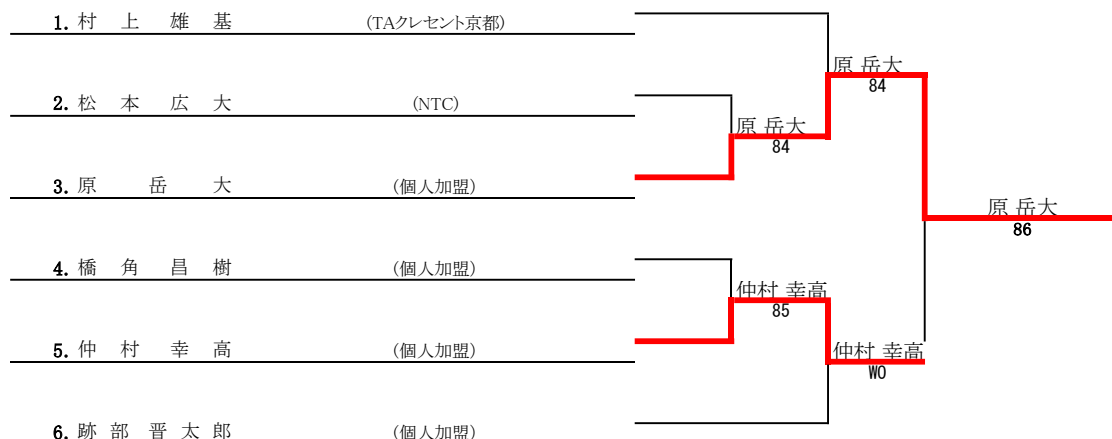 1. 村 上 雄 基 (TAクレセント京都)
原 岳大
84
2. 松 本 広 大 (NTC)
原 岳大
84
3. 原 岳 大 (個人加盟)
原 岳大
86
4. 橋 角 昌 樹 (個人加盟)
仲村 幸高
85
5. 仲 村 幸 高 (個人加盟)
仲村 幸高
WO
6. 跡 部 晋 太 郎 (個人加盟)